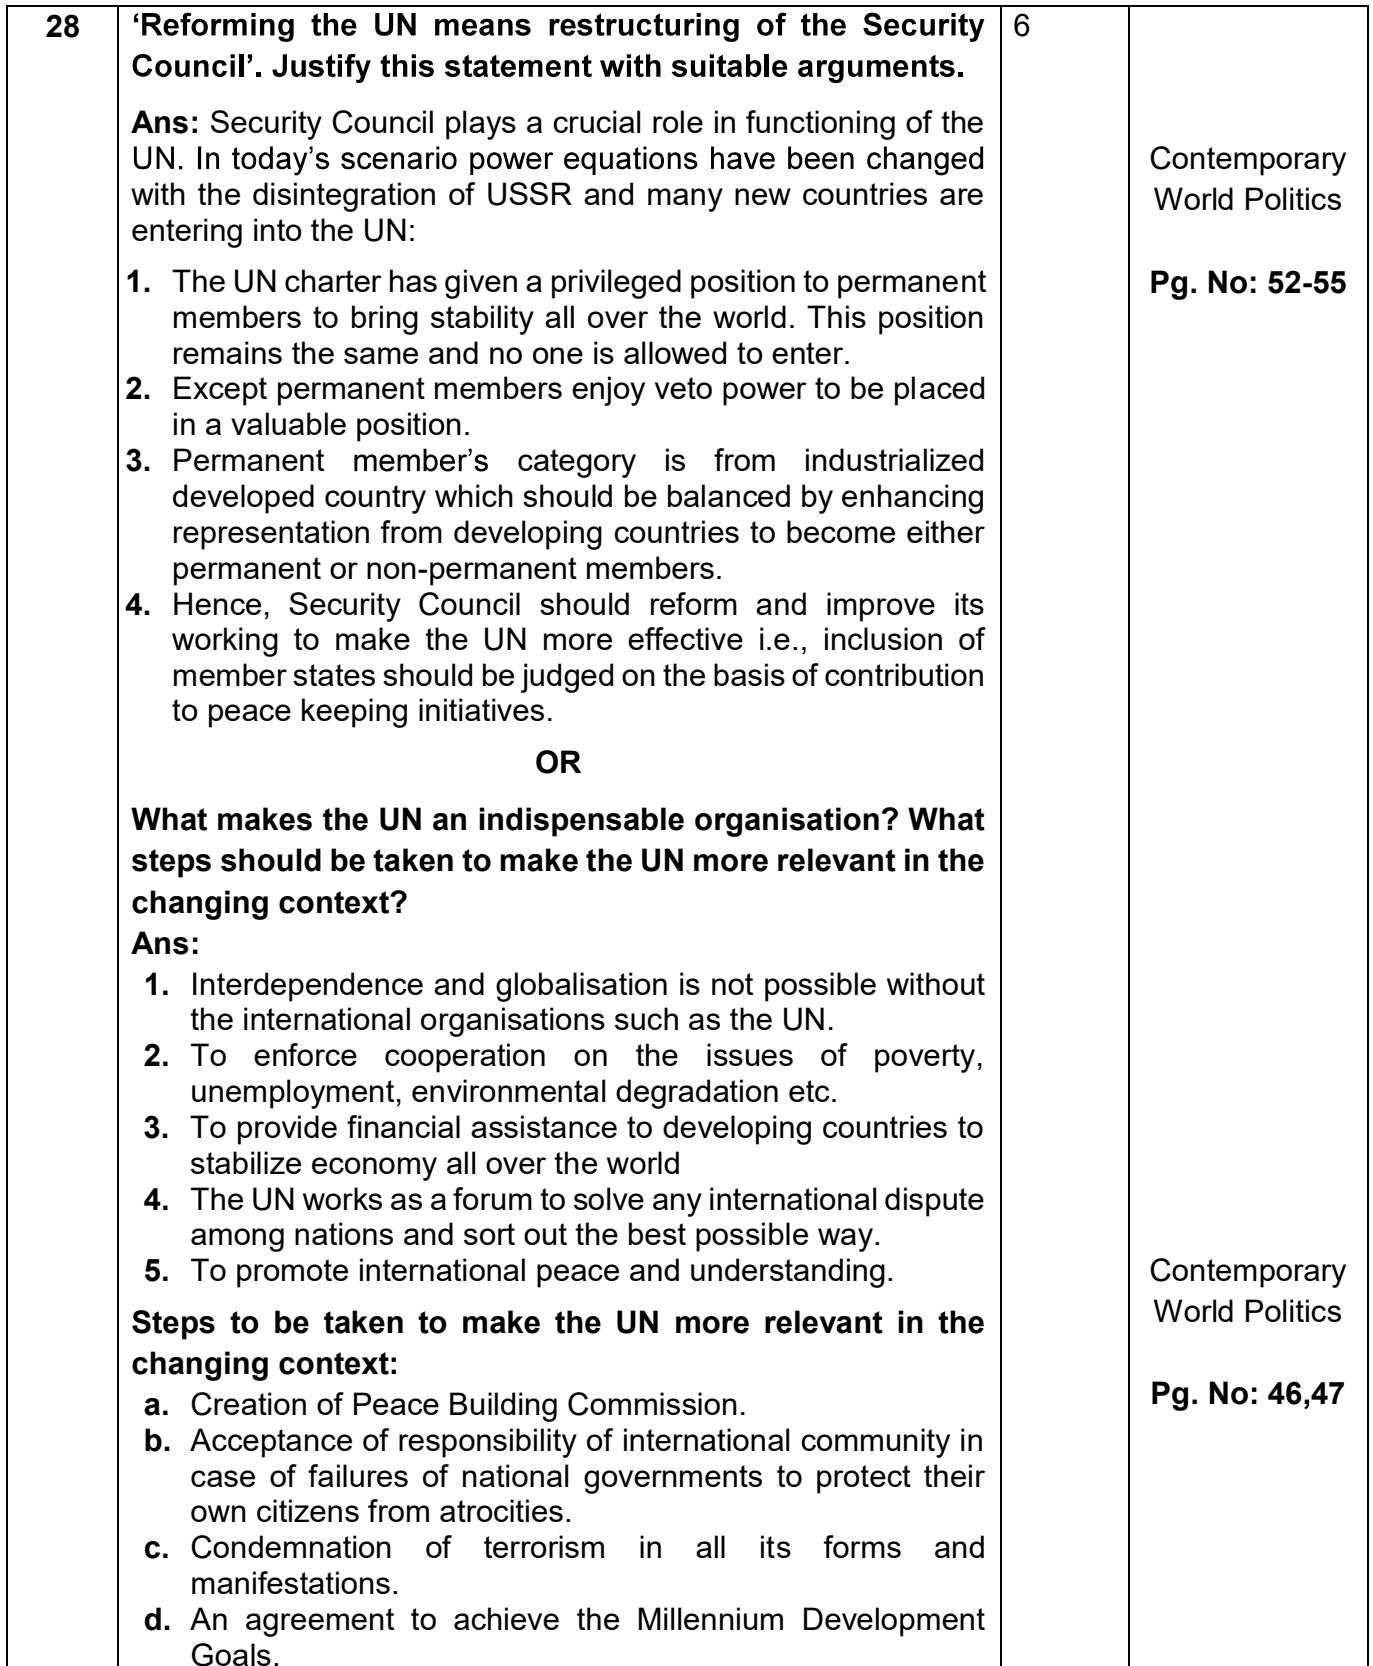 28
'Reforming the UN means restructuring of the Security
Council'. Justify this statement with suitable arguments.
6
Ans: Security Council plays a crucial role in functioning of the
UN. In today's scenario power equations have been changed
with the disintegration of USSR and many new countries are
entering into the UN:
1. The UN charter has given a privileged position to permanent
members to bring stability all over the world. This position
remains the same and no one is allowed to enter.
2. Except permanent members enjoy veto power to be placed
in a valuable position.
3. Permanent member's category is from industrialized
developed country which should be balanced by enhancing
representation from developing countries to become either
permanent or non-permanent members.
4. Hence, Security Council should reform and improve its
working to make the UN more effective i.e., inclusion of
member states should be judged on the basis of contribution
to peace keeping initiatives.
Contemporary
World Politics
Pg. No: 52-55
OR
What makes the UN an indispensable organisation? What
steps should be taken to make the UN more relevant in the
changing context?
Ans:
1. Interdependence and globalisation is not possible without
the international organisations such as the UN.
2. To enforce cooperation on the issues of poverty,
unemployment, environmental degradation etc.
3. To provide financial assistance to developing countries to
stabilize economy all over the world
4. The UN works as a forum to solve any international dispute
among nations and sort out the best possible way.
5. To promote international peace and understanding.
Steps to be taken to make the UN more relevant in the
changing context:
a. Creation of Peace Building Commission.
b. Acceptance of responsibility of international community in
case of failures of national governments to protect their
own citizens from atrocities.
c. Condemnation of terrorism in all its forms and
manifestations.
d. An agreement to achieve the Millennium Development
Goals.
Contemporary
World Politics
Pg. No: 46,47